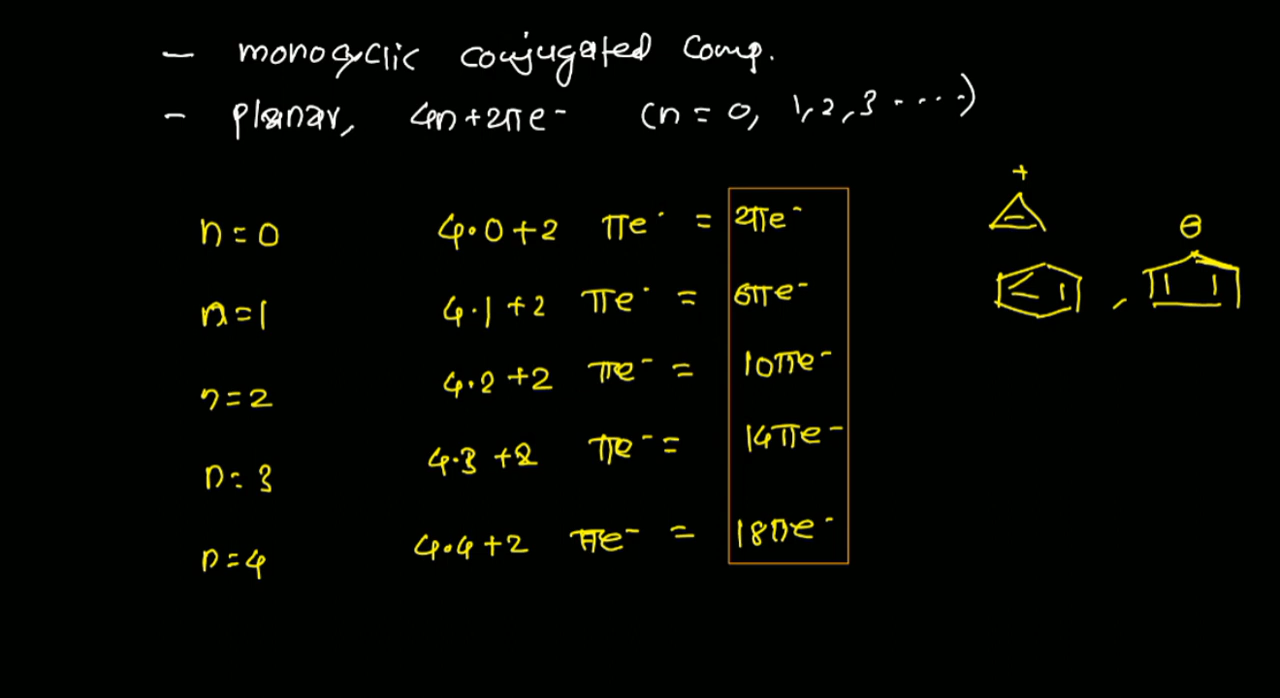 - monocyclic conjugated comp.
- planar, 4n+2πe- (n = 0, 1, 2, 3 ....)
n=0 4.0+2 πe- = 2πe-
n=1 4.1+2 πe- = 6πe-
n=2 4.2+2 πe- = 10πe-
n=3 4.3+2 πe- = 14πe-
n=4 4.4+2 πe- = 18πe-
+
⊖
,